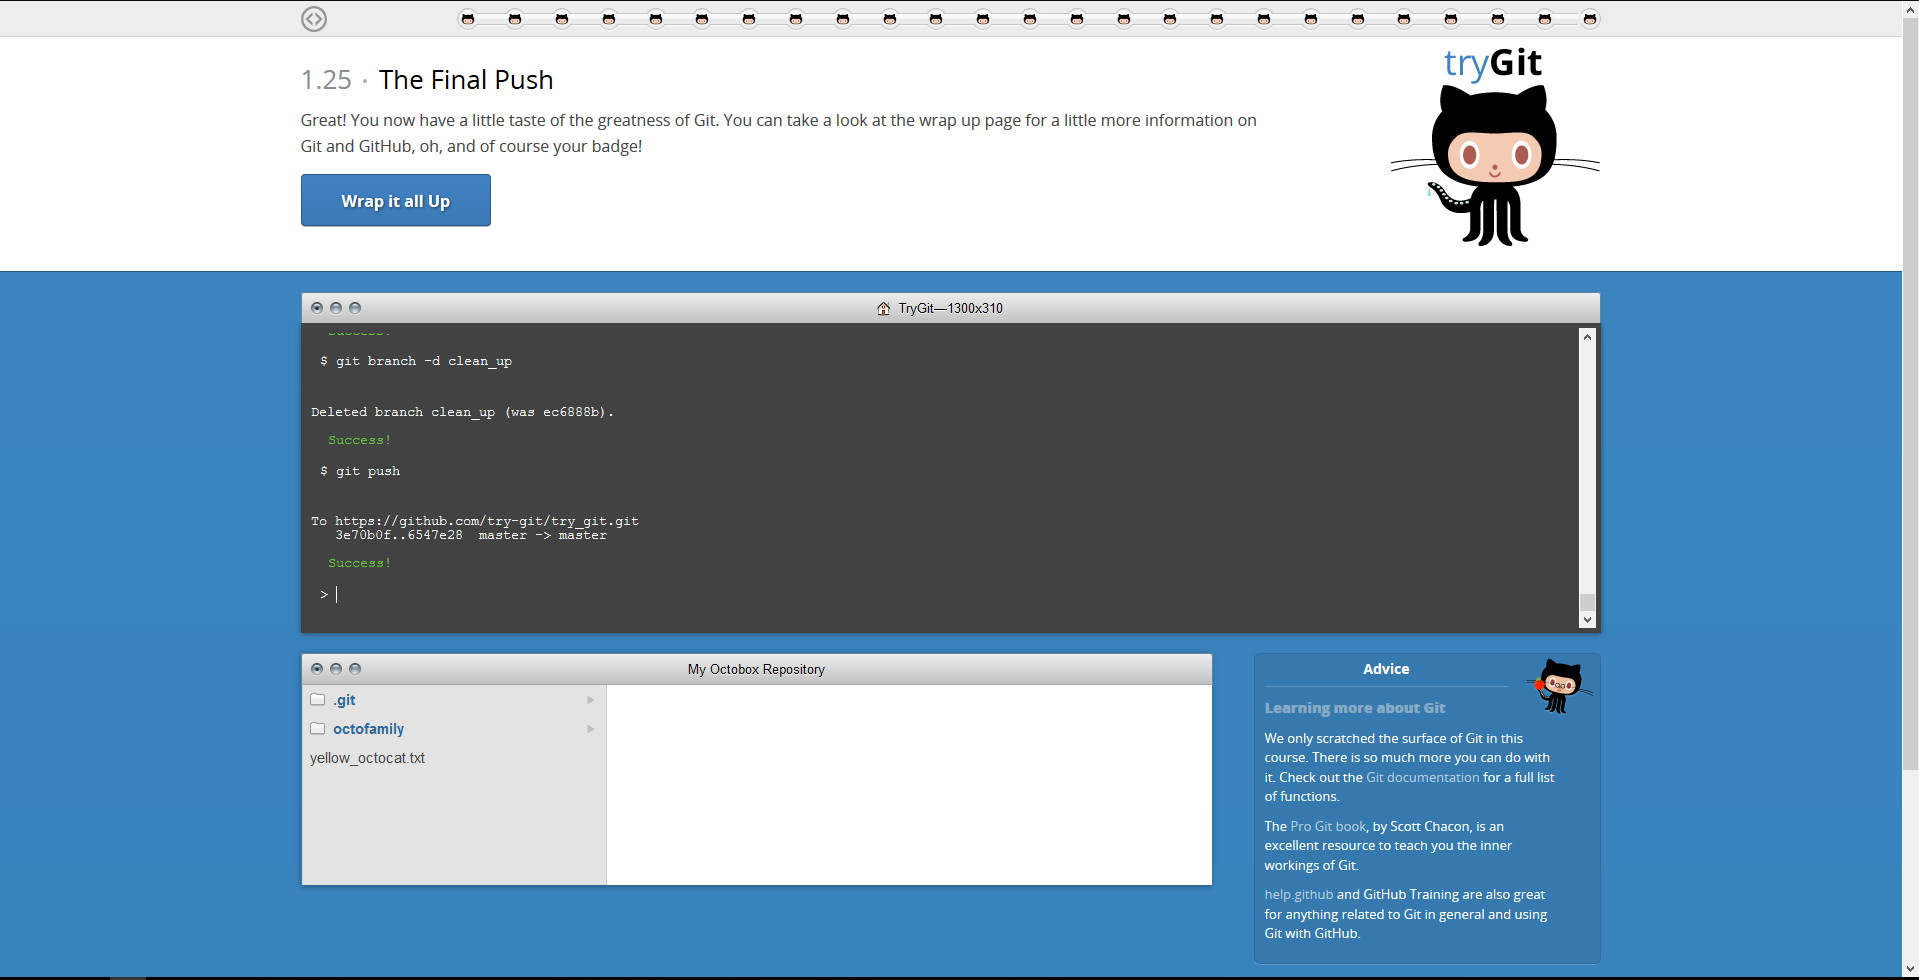 1.25 · The Final Push
tryGit
Great! You now have a little taste of the greatness of Git. You can take a look at the wrap up page for a little more information on
Git and GitHub, oh, and of course your badge!
Wrap it all Up
TryGit—1300x310
Success!
$ git branch -d clean_up
Deleted branch clean_up (was ec6888b).
Success!
$ git push
To https://github.com/try-git/try_git.git
3e70b0f..6547e28  master -> master
Success!
>
My Octobox Repository
.git
octofamily
yellow_octocat.txt
Advice
Learning more about Git
We only scratched the surface of Git in this
course. There is so much more you can do with
it. Check out the Git documentation for a full list
of functions.
The Pro Git book, by Scott Chacon, is an
excellent resource to teach you the inner
workings of Git.
help.github and GitHub Training are also great
for anything related to Git in general and using
Git with GitHub.